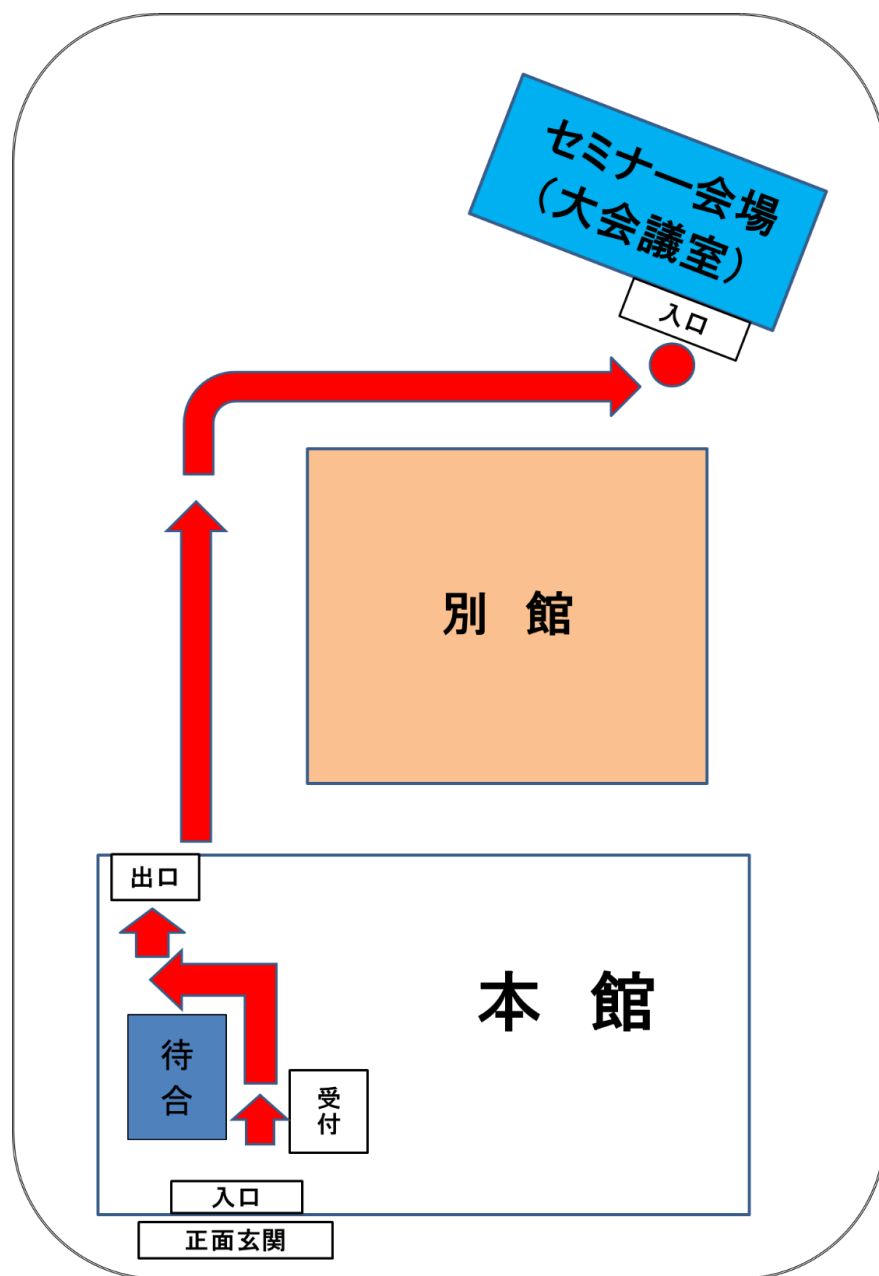 セミナー会場
（大会議室）
入口
別 館
出口
本 館
待
合
受
付
入口
正面玄関